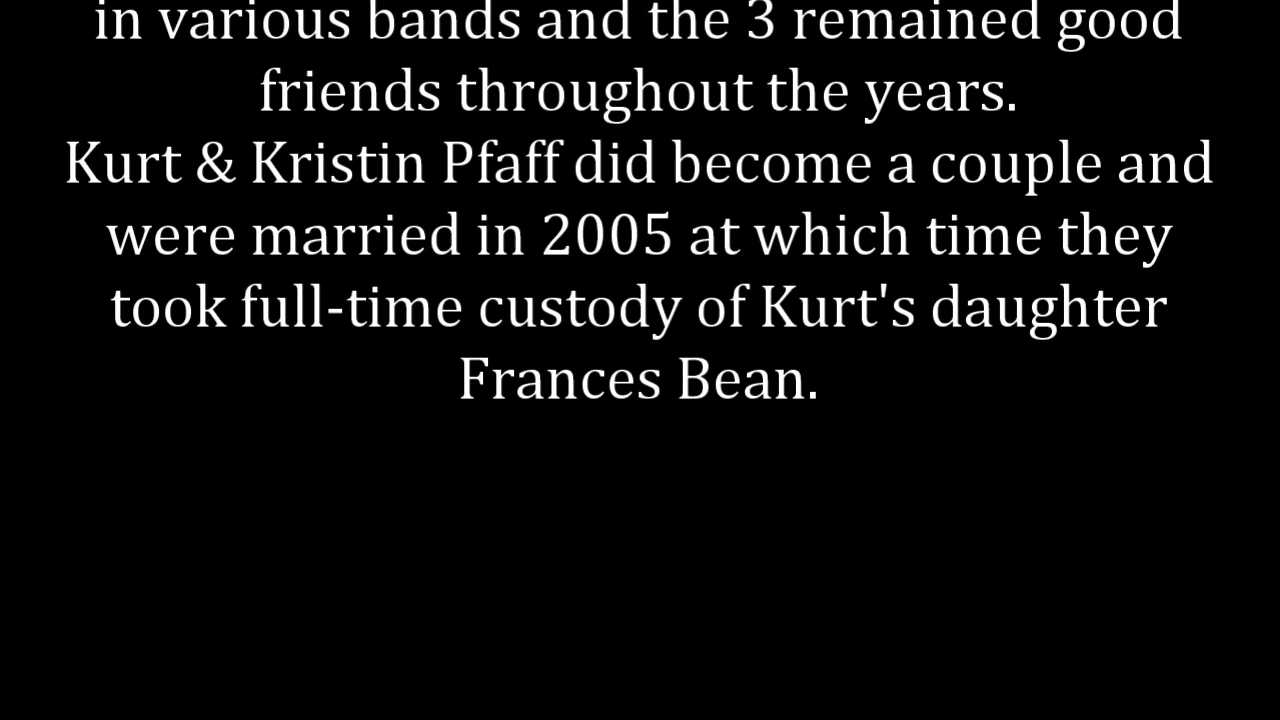 in various bands and the 3 remained good
friends throughout the years.
Kurt & Kristin Pfaff did become a couple and
were married in 2005 at which time they
took full-time custody of Kurt's daughter
Frances Bean.